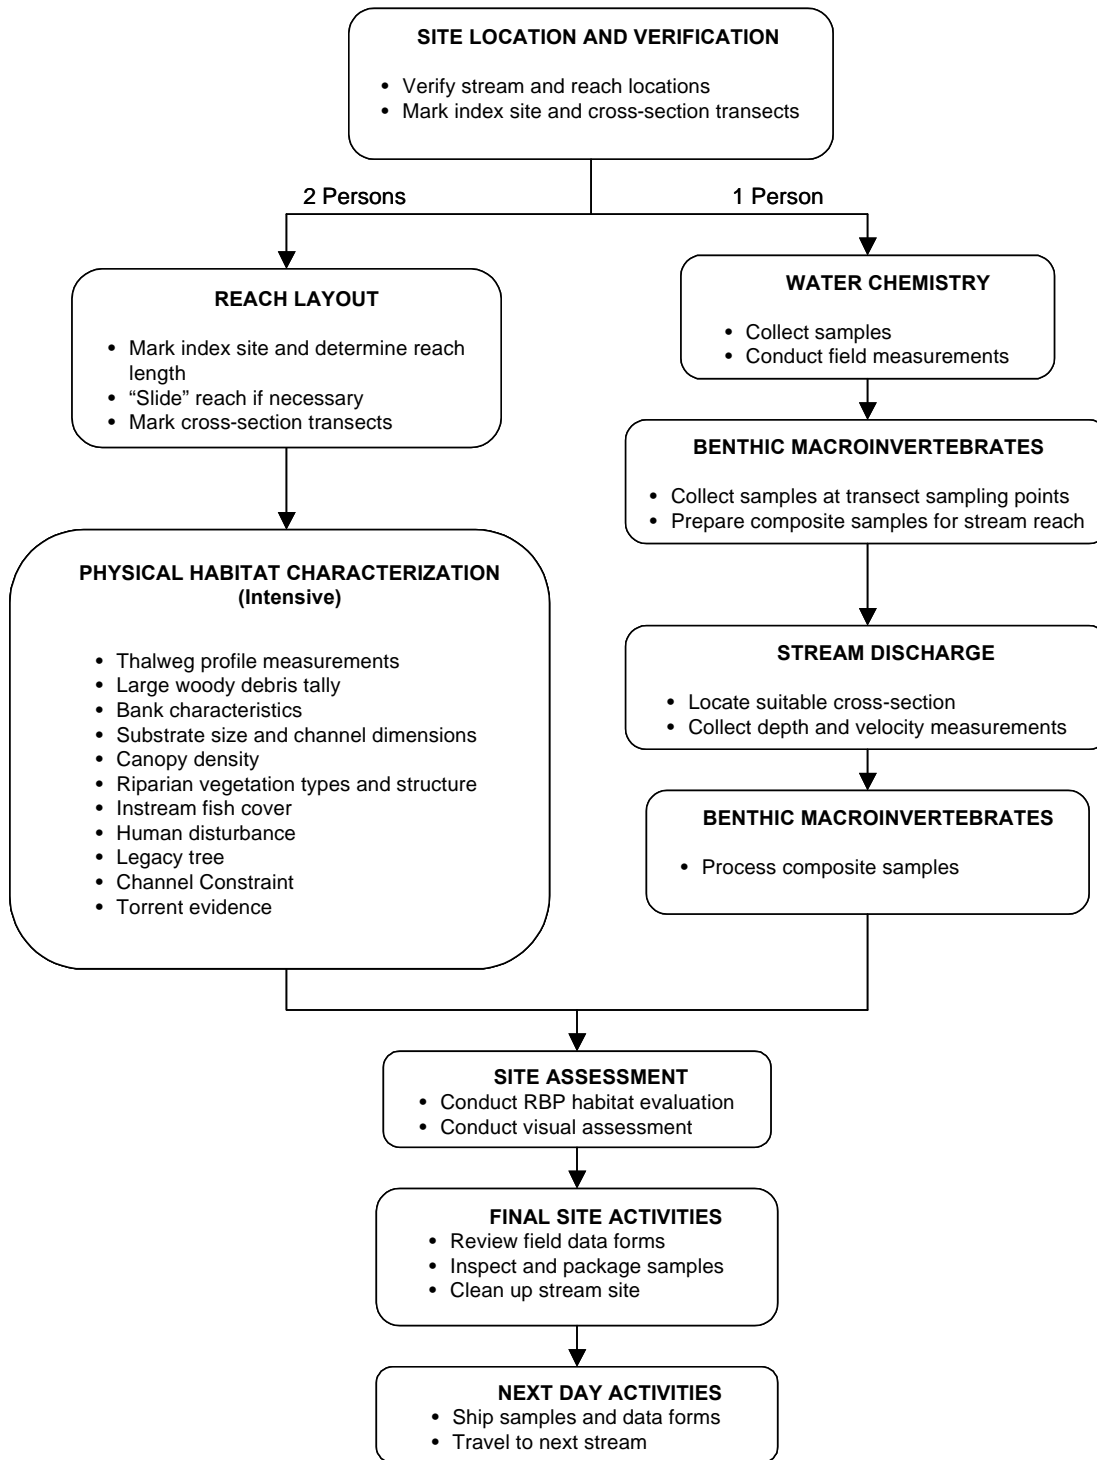 SITE LOCATION AND VERIFICATION
• Verify stream and reach locations
• Mark index site and cross-section transects
2 Persons
1 Person
REACH LAYOUT
• Mark index site and determine reach
length
• “Slide” reach if necessary
• Mark cross-section transects
PHYSICAL HABITAT CHARACTERIZATION
(Intensive)
• Thalweg profile measurements
• Large woody debris tally
• Bank characteristics
• Substrate size and channel dimensions
• Canopy density
• Riparian vegetation types and structure
• Instream fish cover
• Human disturbance
• Legacy tree
• Channel Constraint
• Torrent evidence
WATER CHEMISTRY
• Collect samples
• Conduct field measurements
BENTHIC MACROINVERTEBRATES
• Collect samples at transect sampling points
• Prepare composite samples for stream reach
STREAM DISCHARGE
• Locate suitable cross-section
• Collect depth and velocity measurements
BENTHIC MACROINVERTEBRATES
• Process composite samples
SITE ASSESSMENT
• Conduct RBP habitat evaluation
• Conduct visual assessment
FINAL SITE ACTIVITIES
• Review field data forms
• Inspect and package samples
• Clean up stream site
NEXT DAY ACTIVITIES
• Ship samples and data forms
• Travel to next stream